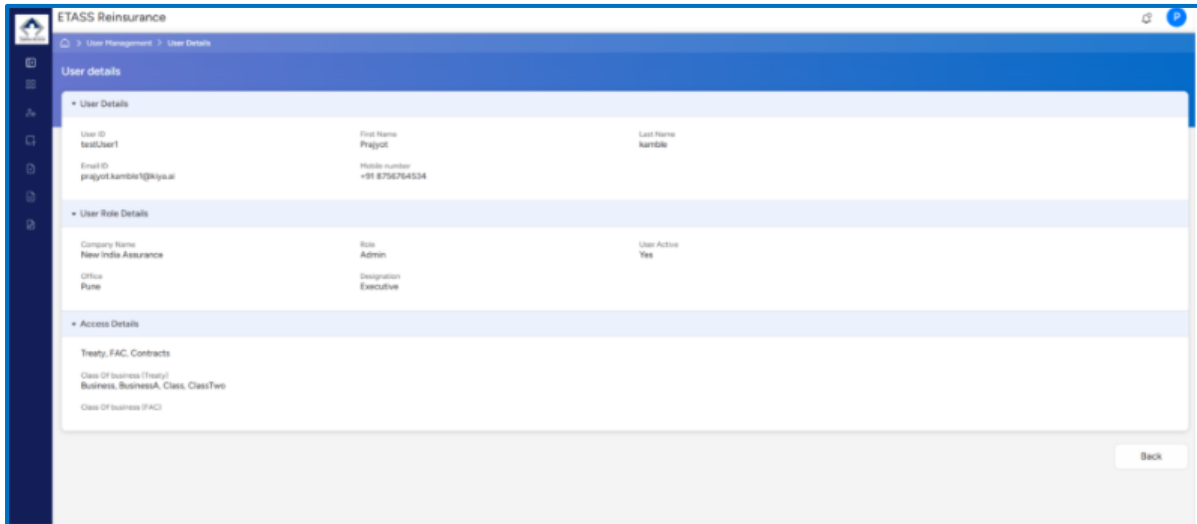 ETASS Reinsurance
P
> User Management > User Details
User details
User Details
User ID First Name Last Name
testUser1 Prajyot kamble
Email ID Mobile number
prajyot.kamble1@kiya.ai +91 8756764534
User Role Details
Company Name Role User Active
New India Assurance Admin Yes
Office Designation
Pune Executive
Access Details
Treaty, FAC, Contracts
Class Of business (Treaty)
Business, BusinessA, Class, ClassTwo
Class Of business (FAC)
Back